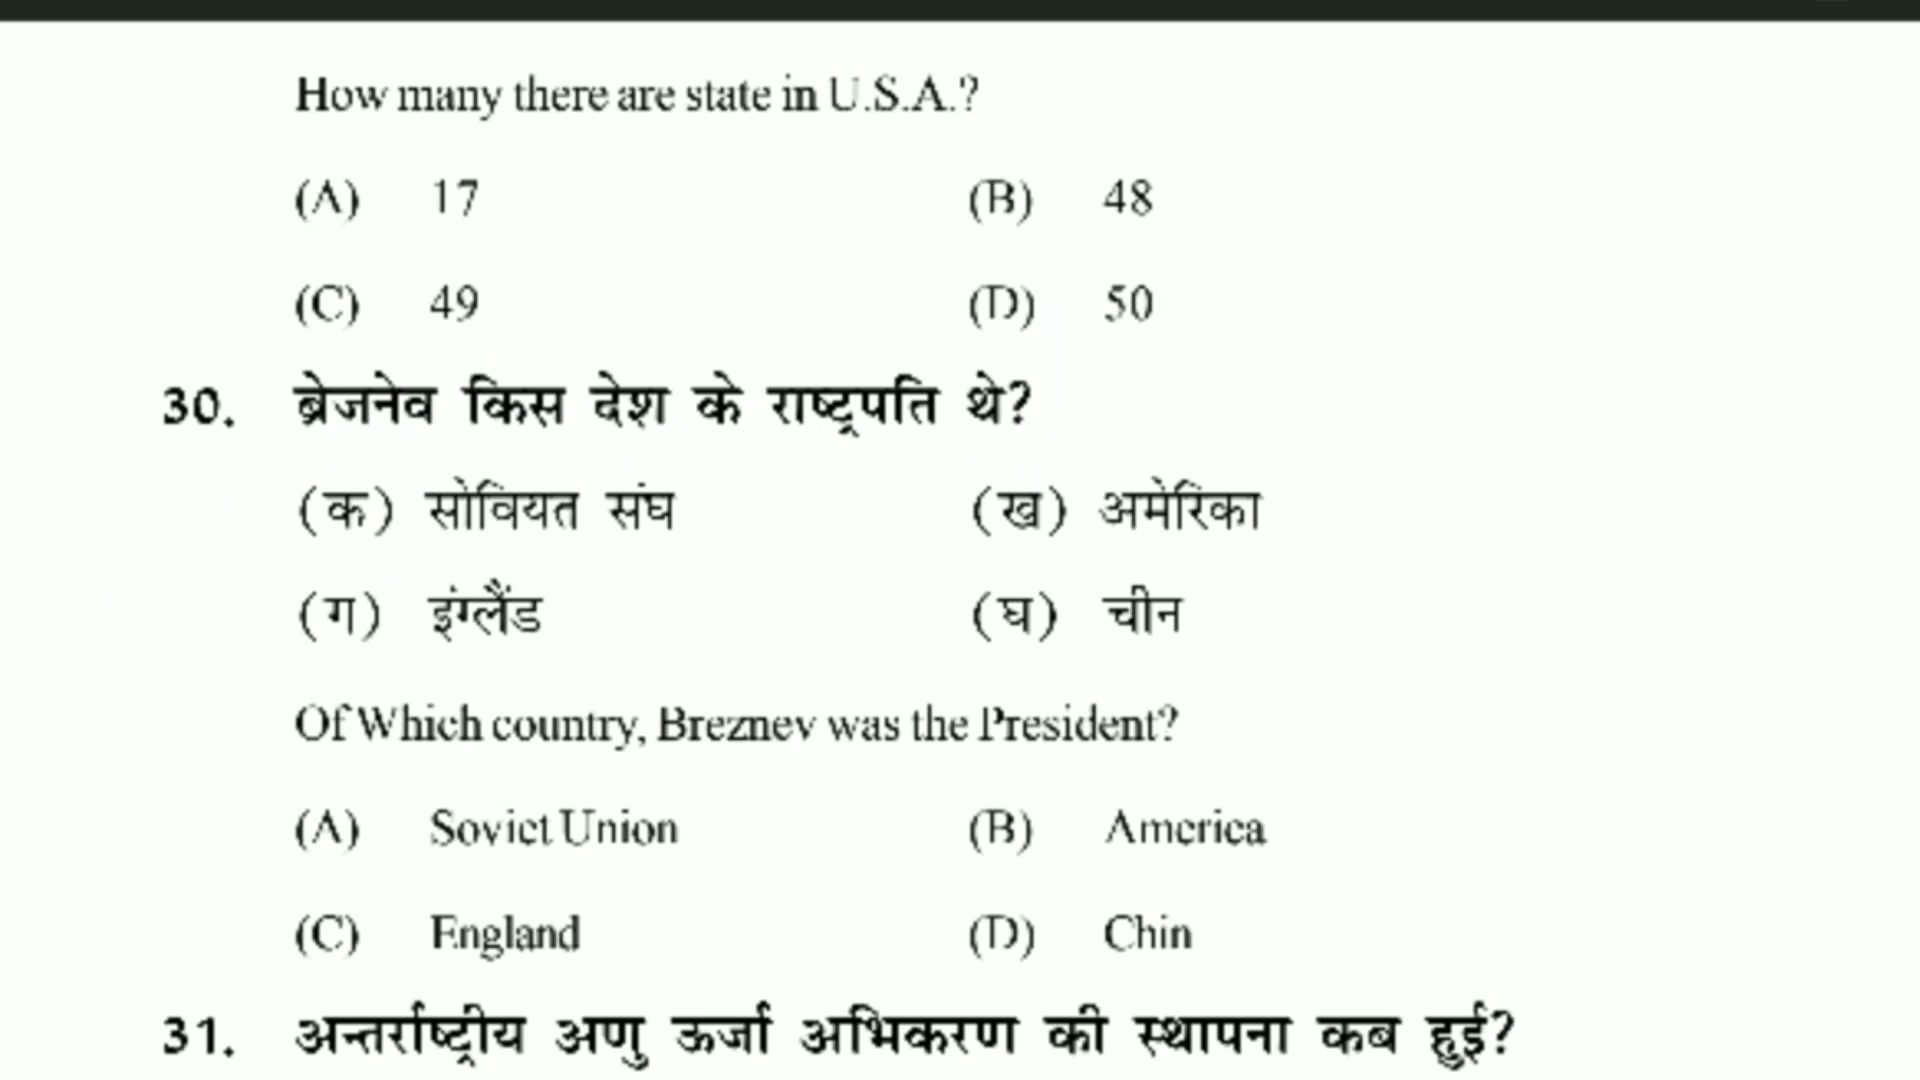 How many there are state in U.S.A.?
(A) 17 (B) 48
(C) 49 (D) 50
30. ब्रेजनेव किस देश के राष्ट्रपति थे?
(क) सोवियत संघ (ख) अमेरिका
(ग) इंग्लैंड (घ) चीन
Of Which country, Breznev was the President?
(A) Soviet Union (B) America
(C) England (D) Chin
31. अन्तर्राष्ट्रीय अणु ऊर्जा अभिकरण की स्थापना कब हुई?